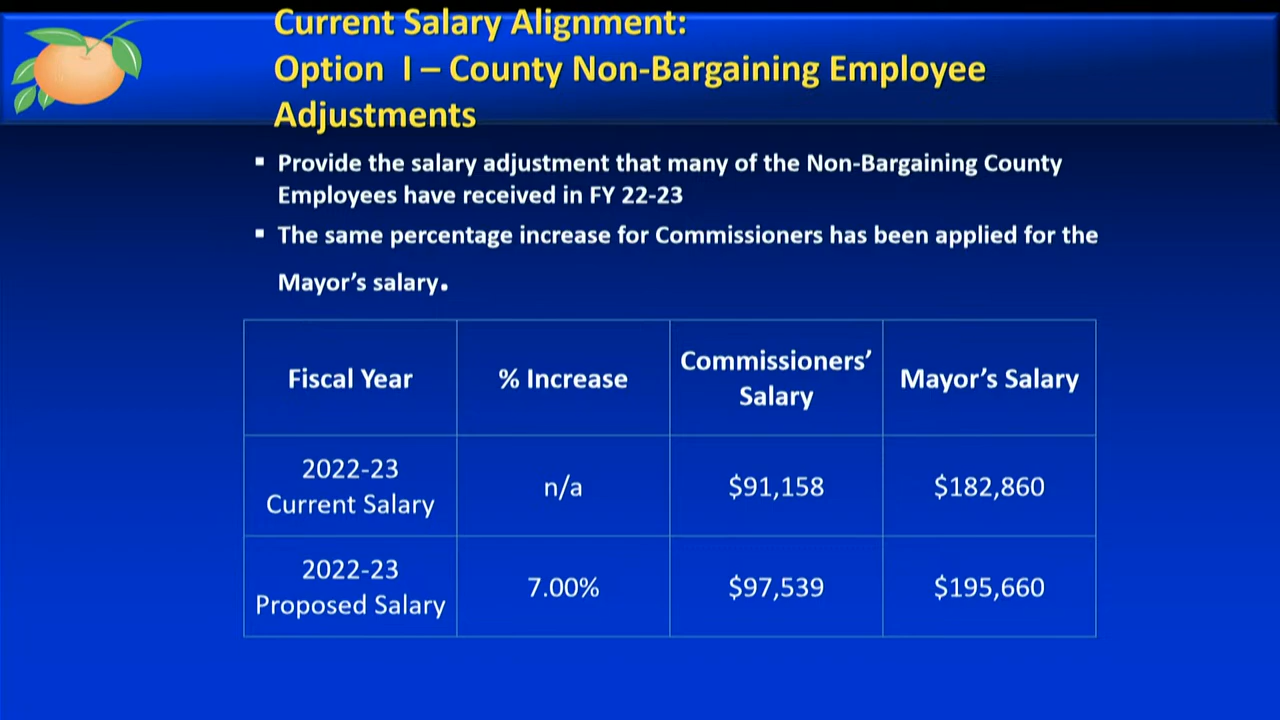 Current Salary Alignment:
Option I – County Non-Bargaining Employee
Adjustments
▪ Provide the salary adjustment that many of the Non-Bargaining County
Employees have received in FY 22-23
▪ The same percentage increase for Commissioners has been applied for the
Mayor’s salary.
Fiscal Year
% Increase
Commissioners’
Salary
Mayor’s Salary
2022-23
Current Salary
n/a
$91,158
$182,860
2022-23
Proposed Salary
7.00%
$97,539
$195,660